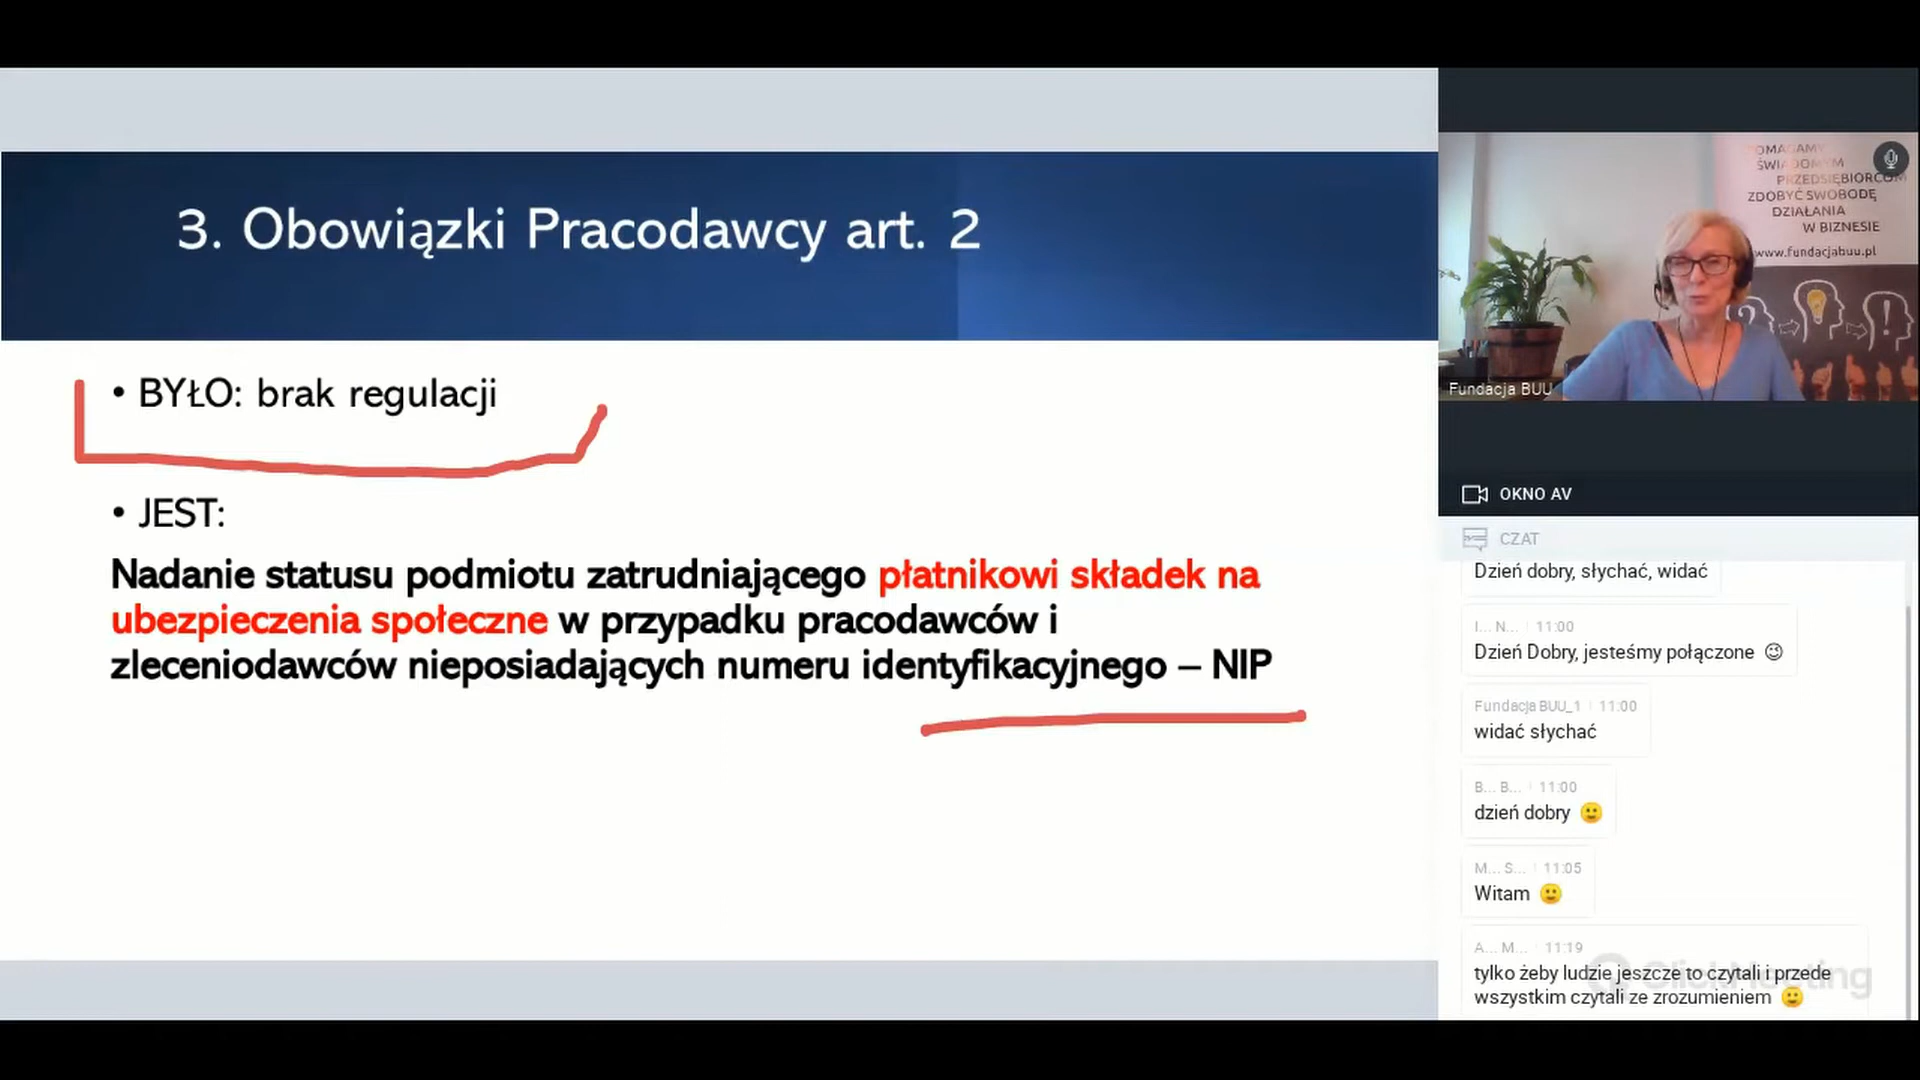 3. Obowiązki Pracodawcy art. 2
• BYŁO: brak regulacji
• JEST:
Nadanie statusu podmiotu zatrudniającego płatnikowi składek na
ubezpieczenia społeczne w przypadku pracodawców i
zleceniodawców nieposiadających numeru identyfikacyjnego – NIP
POMAGAMY
ŚWIADOMYM
PRZEDSIĘBIORCOM
ZDOBYĆ SWOBODĘ
DZIAŁANIA
W BIZNESIE
www.fundacjabuu.pl
Fundacja BUU
OKNO AV
CZAT
Dzień dobry, słychać, widać
I... N... 11:00
Dzień Dobry, jesteśmy połączone ☺
Fundacja BUU_1 11:00
widać słychać
B... B... 11:00
dzień dobry 🙂
M... S... 11:05
Witam 🙂
A... M... 11:19
tylko żeby ludzie jeszcze to czytali i przede
wszystkim czytali ze zrozumieniem 🙂
ClickMeeting